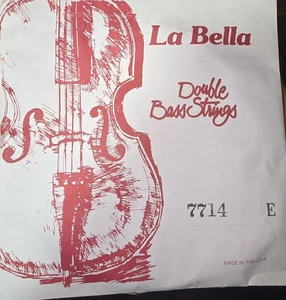 La Bella
Double
Bass Strings
7714 E
MADE IN THE U.S.A.